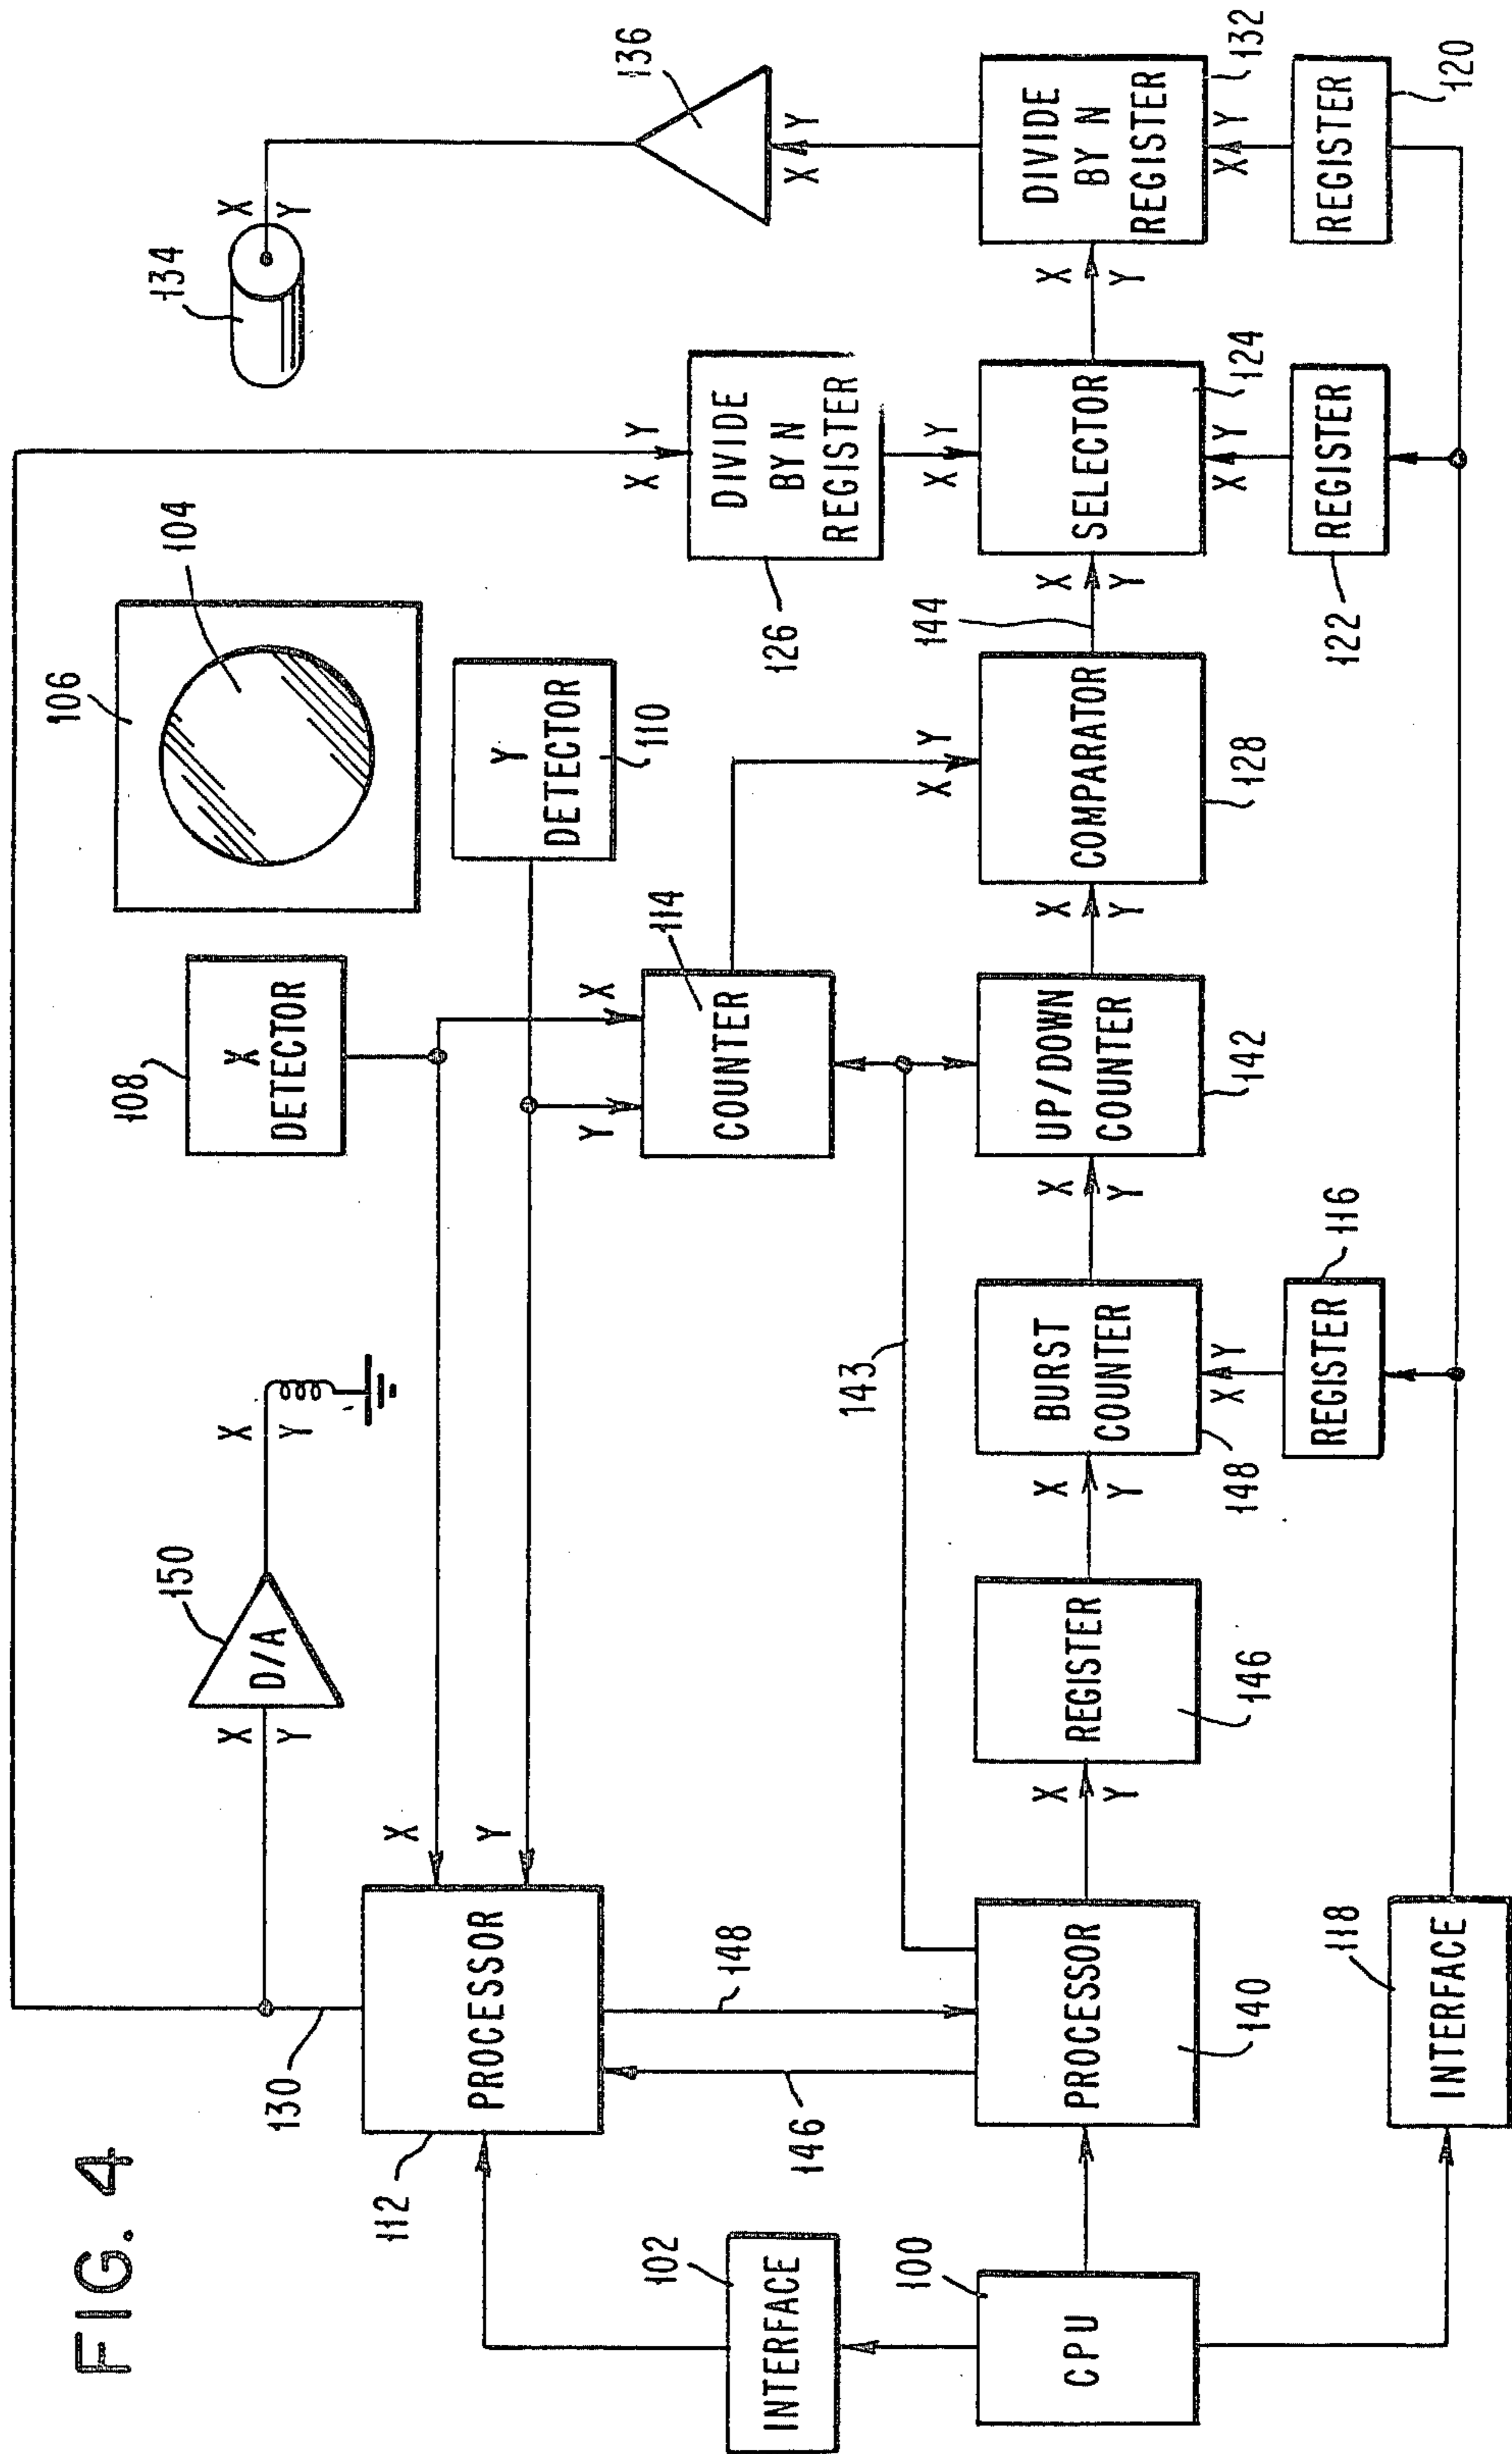 FIG. 4
130
150
D/A
X
Y
X
Y
108
X
DETECTOR
106
104
134
X
Y
112
PROCESSOR
X
Y
Y
DETECTOR
110
136
X
Y
146
148
102
INTERFACE
Y
X
114
COUNTER
X
Y
126
DIVIDE
BY N
REGISTER
X
Y
143
X
Y
144
100
CPU
PROCESSOR
140
X
Y
REGISTER
146
X
Y
BURST
COUNTER
148
X
Y
UP/DOWN
COUNTER
142
X
Y
COMPARATOR
128
X
Y
SELECTOR
124
X
Y
DIVIDE
BY N
REGISTER
132
X
Y
REGISTER
116
X
Y
REGISTER
122
X
Y
REGISTER
120
118
INTERFACE